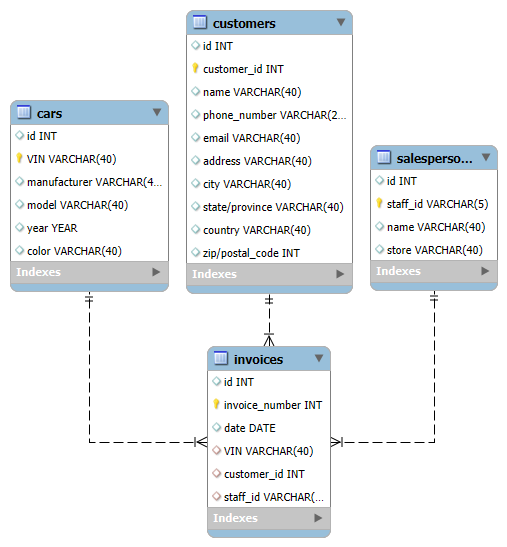 customers
id INT
customer_id INT
name VARCHAR(40)
phone_number VARCHAR(2...
email VARCHAR(40)
address VARCHAR(40)
city VARCHAR(40)
state/province VARCHAR(40)
country VARCHAR(40)
zip/postal_code INT
Indexes
cars
id INT
VIN VARCHAR(40)
manufacturer VARCHAR(4...
model VARCHAR(40)
year YEAR
color VARCHAR(40)
Indexes
salesperso...
id INT
staff_id VARCHAR(5)
name VARCHAR(40)
store VARCHAR(40)
Indexes
invoices
id INT
invoice_number INT
date DATE
VIN VARCHAR(40)
customer_id INT
staff_id VARCHAR(...
Indexes